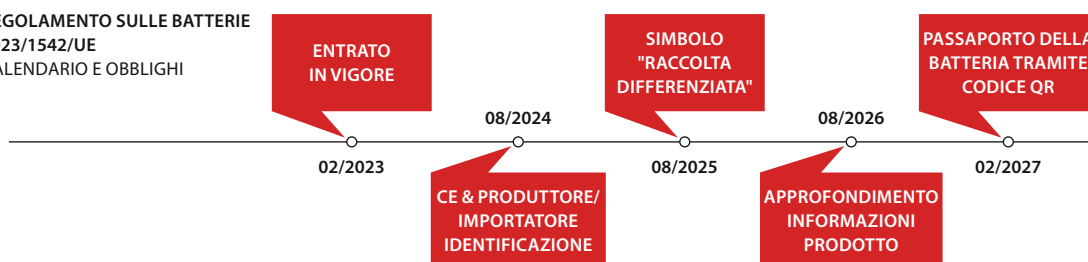 EGOLAMENTO SULLE BATTERIE
023/1542/UE
ALENDARIO E OBBLIGHI
ENTRATO
IN VIGORE
02/2023
08/2024
CE & PRODUTTORE/
IMPORTATORE
IDENTIFICAZIONE
SIMBOLO
"RACCOLTA
DIFFERENZIATA"
08/2025
08/2026
APPROFONDIMENTO
INFORMAZIONI
PRODOTTO
PASSAPORTO DELLA
BATTERIA TRAMITE
CODICE QR
02/2027